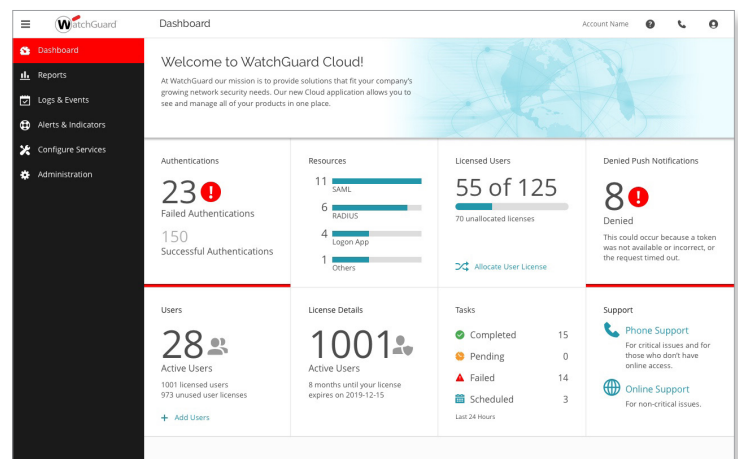 WatchGuard
Dashboard
Account Name
Dashboard
Reports
Logs & Events
Alerts & Indicators
Configure Services
Administration
Welcome to WatchGuard Cloud!
At WatchGuard our mission is to provide solutions that fit your company's
growing network security needs. Our new Cloud application allows you to
see and manage all of your products in one place.
Authentications
23
Failed Authentications
150
Successful Authentications
Resources
11
SAML
6
RADIUS
4
Logon App
1
Others
Licensed Users
55 of 125
70 unallocated licenses
Allocate User License
Denied Push Notifications
8
Denied
This could occur because a token
was not available or incorrect, or
the request timed out.
Users
28
Active Users
1001 licensed users
973 unused user licenses
+ Add Users
License Details
1001
Active Users
8 months until your license
expires on 2019-12-15
Tasks
Completed 15
Pending 0
Failed 14
Scheduled 3
Last 24 Hours
Support
Phone Support
For critical issues and for
those who don't have
online access.
Online Support
For non-critical issues.